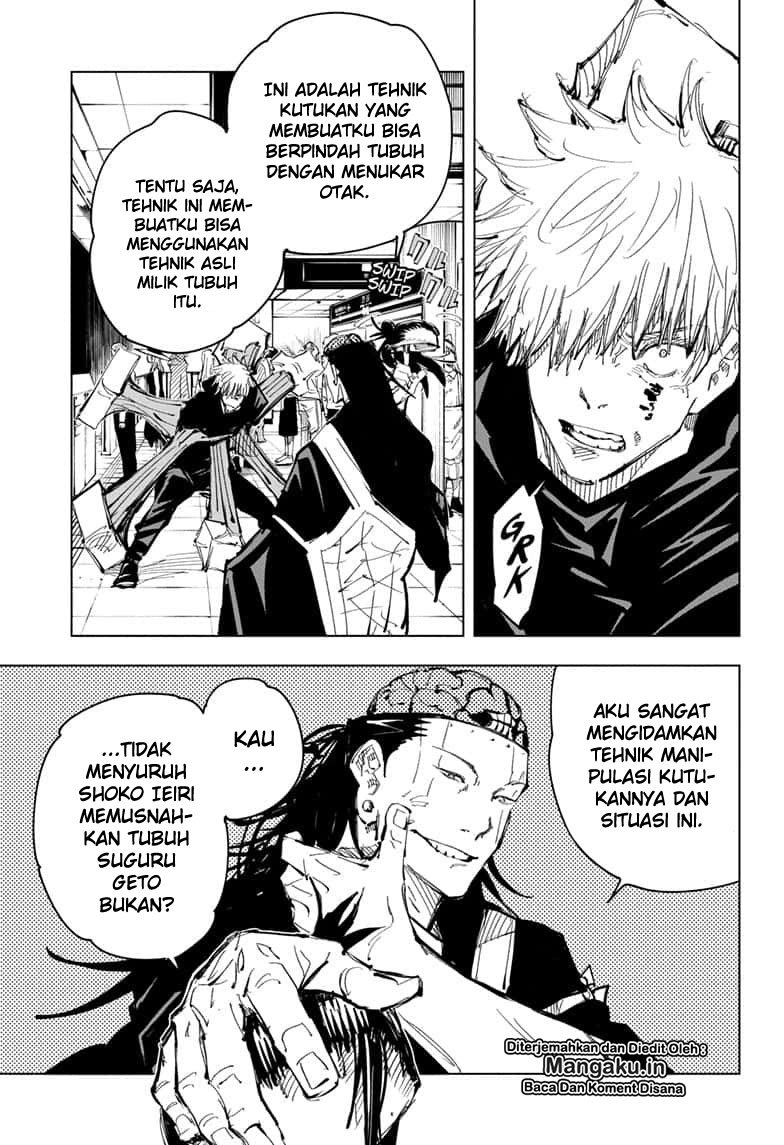 GRK
INI ADALAH TEHNIK
KUTUKAN YANG
MEMBUATKU BISA
BERPINDAH TUBUH
DENGAN MENUKAR
OTAK.
TENTU SAJA,
TEHNIK INI MEM-
BUATKU BISA
MENGGUNAKAN
TEHNIK ASLI
MILIK TUBUH
ITU.
SWIP
SWIP
AKU SANGAT
MENGIDAMKAN
TEHNIK MANI-
PULASI KUTU-
KANNYA DAN
SITUASI INI.
KAU
...
...TIDAK
MENYURUH
SHOKO IEIRI
MEMUSNAH-
KAN TUBUH
SUGURU
GETO
BUKAN?
Diterjemahkan dan Diedit Oleh :
Mangaku.in
Baca Dan Koment Disana